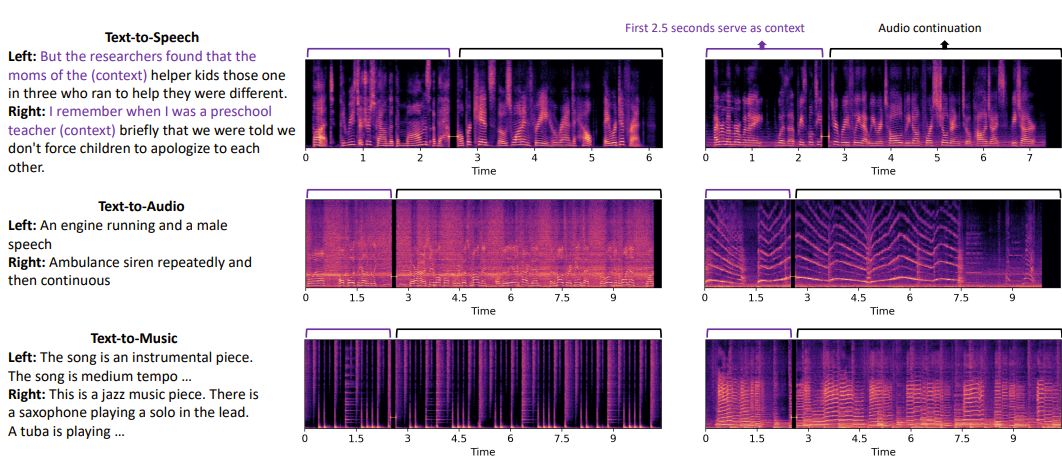 First 2.5 seconds serve as context
Audio continuation
Text-to-Speech
Left: But the researchers found that the
moms of the (context) helper kids those one
in three who ran to help they were different.
Right: I remember when I was a preschool
teacher (context) briefly that we were told we
don't force children to apologize to each
other.
0 1 2 3 4 5 6
Time
0 1 2 3 4 5 6 7
Time
Text-to-Audio
Left: An engine running and a male
speech
Right: Ambulance siren repeatedly and
then continuous
0 1.5 3 4.5 6 7.5 9
Time
0 1.5 3 4.5 6 7.5 9
Time
Text-to-Music
Left: The song is an instrumental piece.
The song is medium tempo ...
Right: This is a jazz music piece. There is
a saxophone playing a solo in the lead.
A tuba is playing ...
0 1.5 3 4.5 6 7.5 9
Time
0 1.5 3 4.5 6 7.5 9
Time